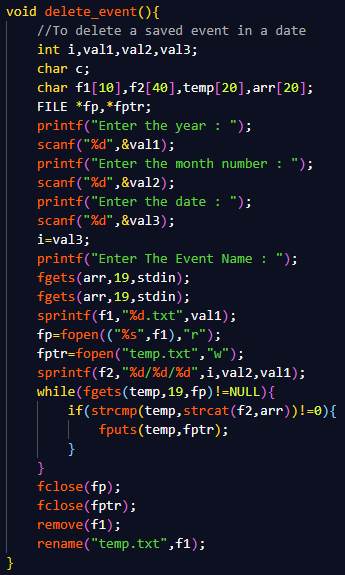 void delete_event(){
    //To delete a saved event in a date
    int i,val1,val2,val3;
    char c;
    char f1[10],f2[40],temp[20],arr[20];
    FILE *fp,*fptr;
    printf("Enter the year : ");
    scanf("%d",&val1);
    printf("Enter the month number : ");
    scanf("%d",&val2);
    printf("Enter the date : ");
    scanf("%d",&val3);
    i=val3;
    printf("Enter The Event Name : ");
    fgets(arr,19,stdin);
    fgets(arr,19,stdin);
    sprintf(f1,"%d.txt",val1);
    fp=fopen(("%s",f1),"r");
    fptr=fopen("temp.txt","w");
    sprintf(f2,"%d/%d/%d",i,val2,val1);
    while(fgets(temp,19,fp)!=NULL){
        if(strcmp(temp,strcat(f2,arr))!=0){
            fputs(temp,fptr);
        }
    }
    fclose(fp);
    fclose(fptr);
    remove(f1);
    rename("temp.txt",f1);
}